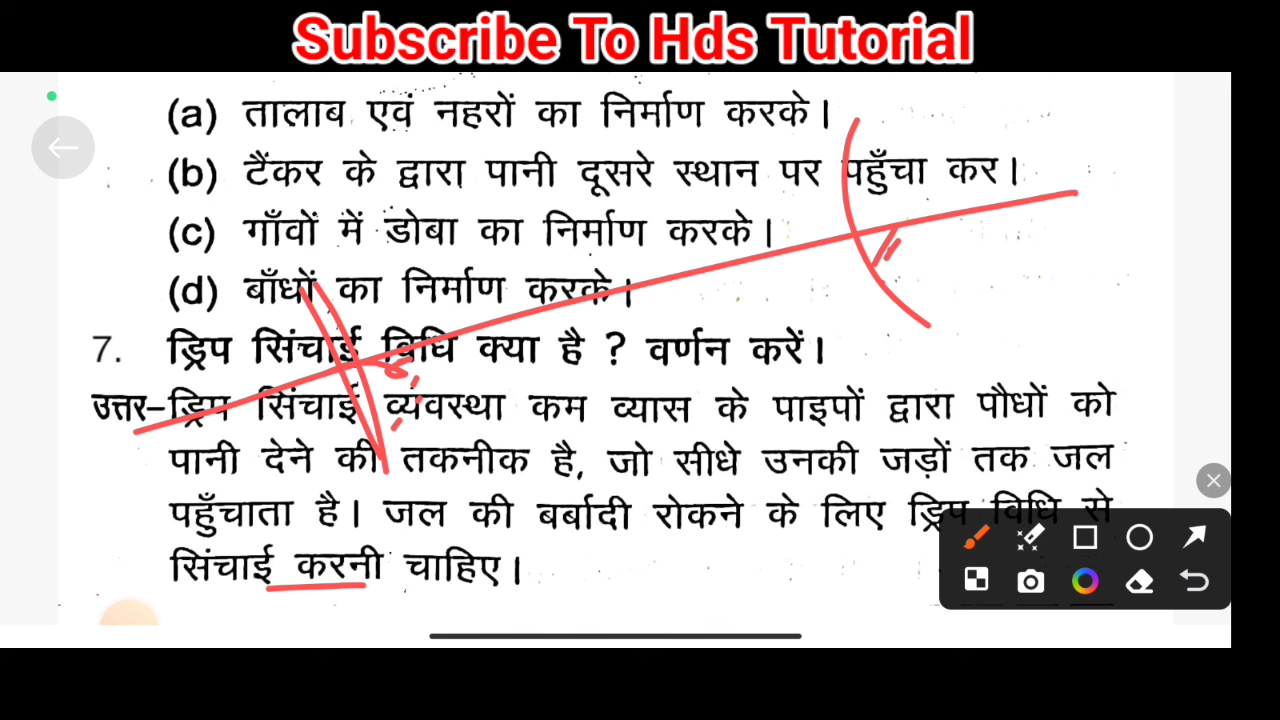 Subscribe To Hds Tutorial
(a) तालाब एवं नहरों का निर्माण करके।
(b) टैंकर के द्वारा पानी दूसरे स्थान पर पहुँचा कर।
(c) गाँवों में डोबा का निर्माण करके।
(d) बाँधों का निर्माण करके।
7. ड्रिप सिंचाई विधि क्या है ? वर्णन करें।
उत्तर–ड्रिप सिंचाई व्यवस्था कम व्यास के पाइपों द्वारा पौधों को
पानी देने की तकनीक है, जो सीधे उनकी जड़ों तक जल
पहुँचाता है। जल की बर्बादी रोकने के लिए ड्रिप विधि से
सिंचाई करनी चाहिए।